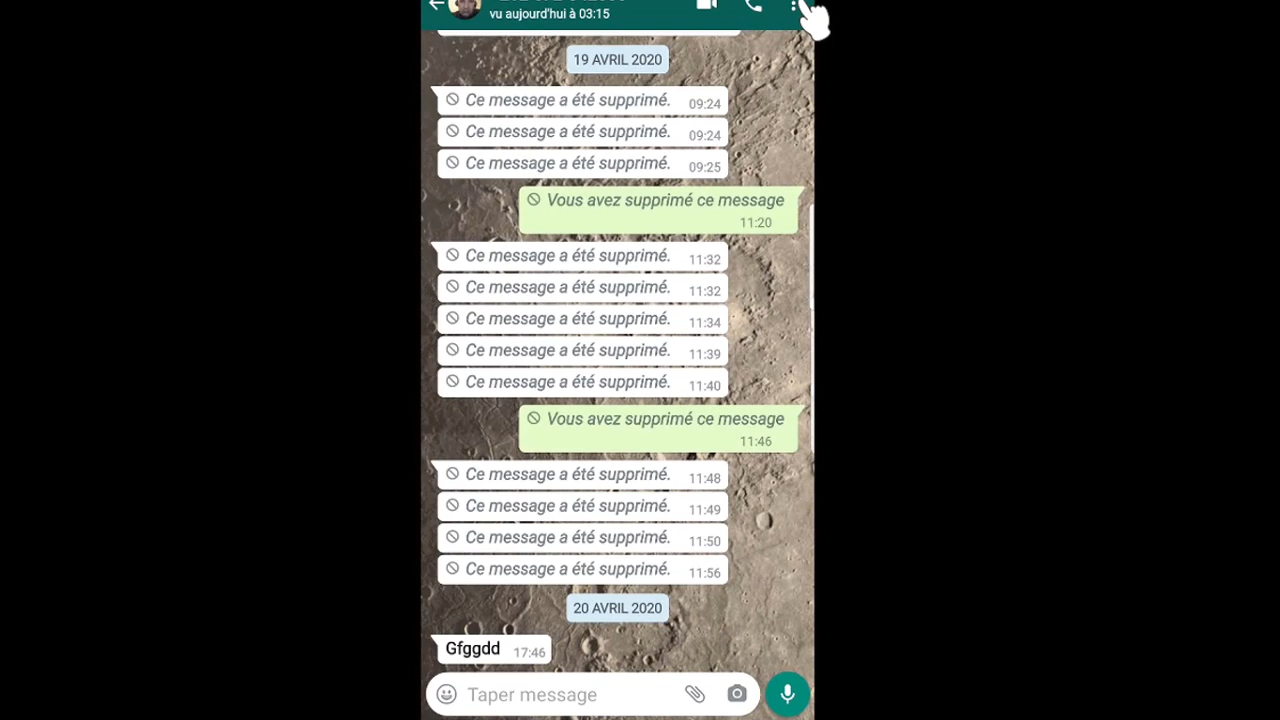 vu aujourd'hui à 03:15
19 AVRIL 2020
Ce message a été supprimé. 09:24
Ce message a été supprimé. 09:24
Ce message a été supprimé. 09:25
Vous avez supprimé ce message
11:20
Ce message a été supprimé. 11:32
Ce message a été supprimé. 11:32
Ce message a été supprimé. 11:34
Ce message a été supprimé. 11:39
Ce message a été supprimé. 11:40
Vous avez supprimé ce message
11:46
Ce message a été supprimé. 11:48
Ce message a été supprimé. 11:49
Ce message a été supprimé. 11:50
Ce message a été supprimé. 11:56
20 AVRIL 2020
Gfggdd 17:46
Taper message